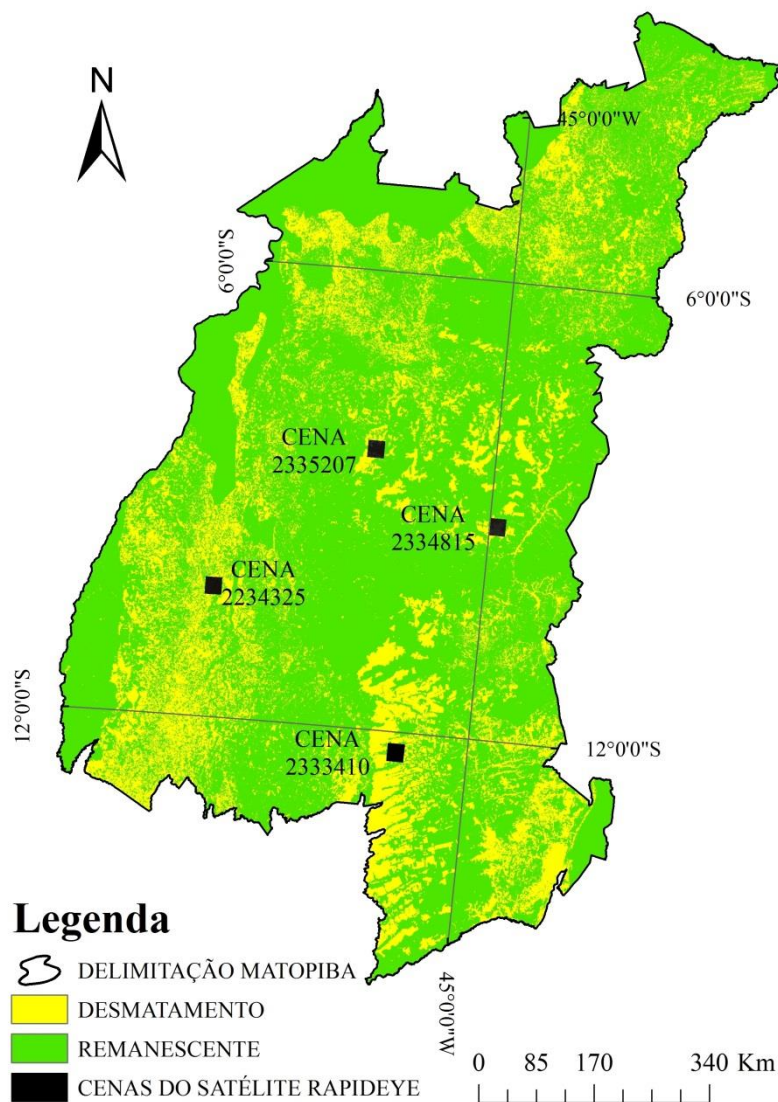 N
45°0'0"W
6°0'0"S
6°0'0"S
CENA
2335207
CENA
2334815
CENA
2234325
12°0'0"S
CENA
2333410
12°0'0"S
45°0'0"W
Legenda
DELIMITAÇÃO MATOPIBA
DESMATAMENTO
REMANESCENTE
CENAS DO SATÉLITE RAPIDEYE
0 85 170 340 Km